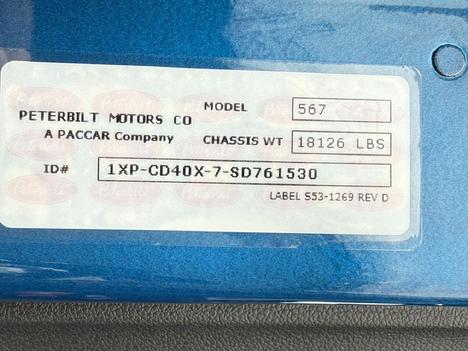 MODEL 567
PETERBILT MOTORS CO
A PACCAR Company CHASSIS WT 18126 LBS
ID# 1XP-CD40X-7-SD761530
LABEL S53-1269 REV D